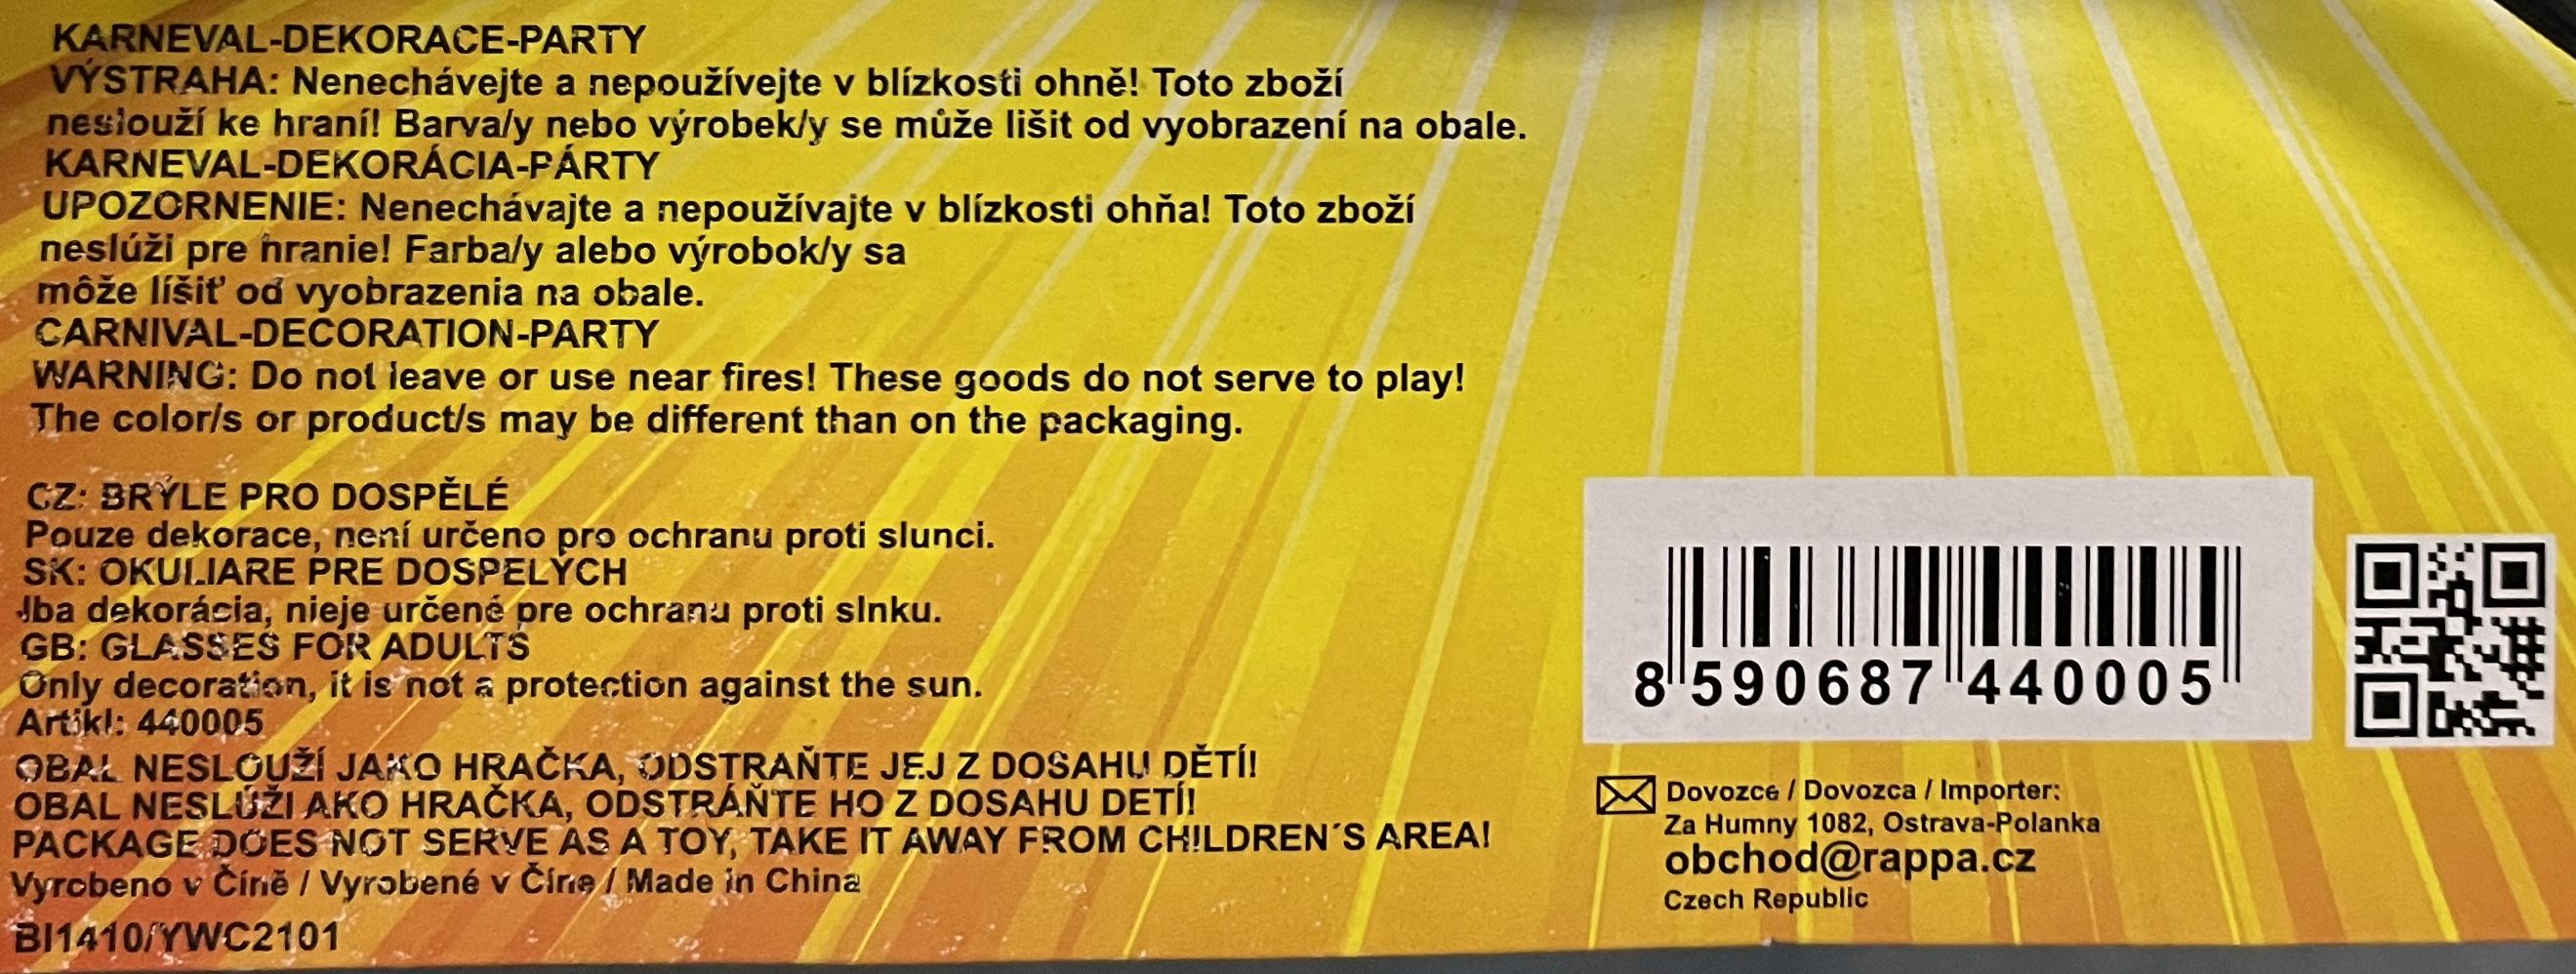 KARNEVAL-DEKORACE-PARTY
VÝSTRAHA: Nenechávejte a nepoužívejte v blízkosti ohně! Toto zboží
neslouží ke hraní! Barva/y nebo výrobek/y se může lišit od vyobrazení na obale.
KARNEVAL-DEKORÁCIA-PÁRTY
UPOZORNENIE: Nenechávajte a nepoužívajte v blízkosti ohňa! Toto zboží
neslúži pre hranie! Farba/y alebo výrobok/y sa
môže líšiť od vyobrazenia na obale.
CARNIVAL-DECORATION-PARTY
WARNING: Do not leave or use near fires! These goods do not serve to play!
The color/s or product/s may be different than on the packaging.
CZ: BRÝLE PRO DOSPĚLÉ
Pouze dekorace, není určeno pro ochranu proti slunci.
SK: OKULIARE PRE DOSPELÝCH
Iba dekorácia, nieje určené pre ochranu proti slnku.
GB: GLASSES FOR ADULTS
Only decoration, it is not a protection against the sun.
Artikl: 440005
OBAL NESLOUŽÍ JAKO HRAČKA, ODSTRAŇTE JEJ Z DOSAHU DĚTÍ!
OBAL NESLÚŽI AKO HRAČKA, ODSTRÁŇTE HO Z DOSAHU DETÍ!
PACKAGE DOES NOT SERVE AS A TOY, TAKE IT AWAY FROM CHILDREN´S AREA!
Vyrobeno v Číně / Vyrobené v Číne / Made in China
BI1410/YWC2101
8 590687 440005
Dovozce / Dovozca / Importer:
Za Humny 1082, Ostrava-Polanka
obchod@rappa.cz
Czech Republic